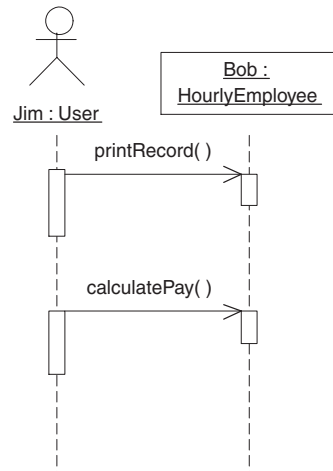 Jim : User
Bob :
HourlyEmployee
printRecord( )
calculatePay( )